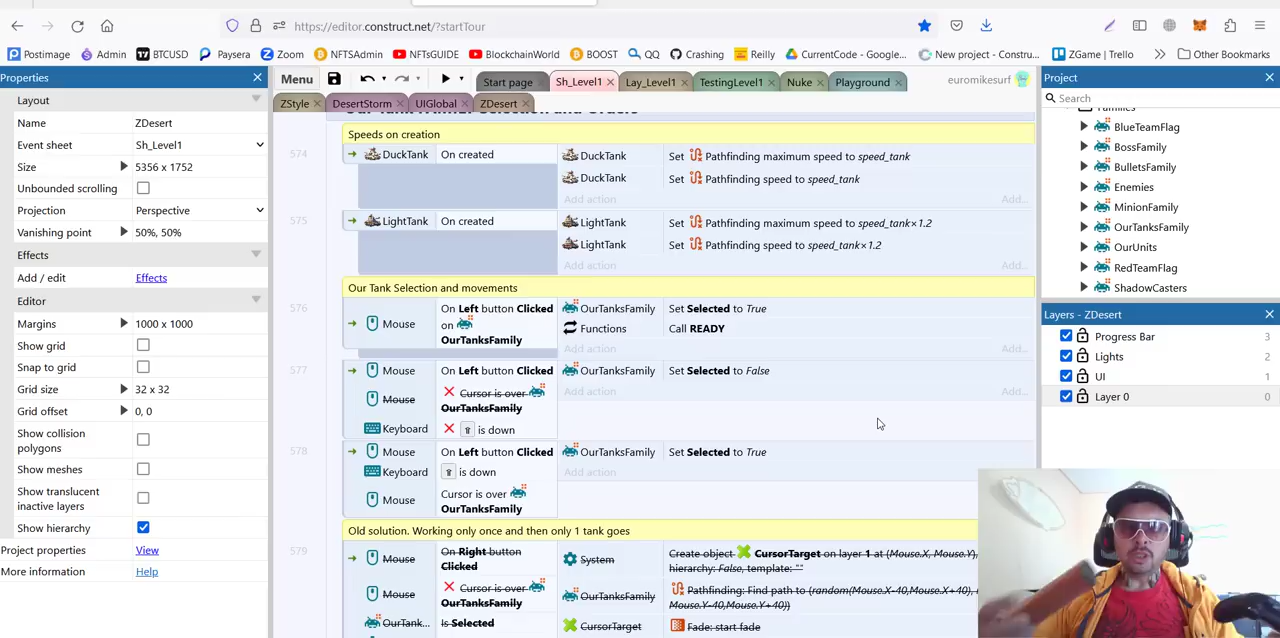 https://editor.construct.net/?startTour
Postimage Admin BTCUSD Paysera Zoom NFTSAdmin NFTsGUIDE BlockchainWorld BOOST QQ Crashing Reilly CurrentCode - Google... New project - Constru... ZGame | Trello Other Bookmarks
Properties
Menu
Start page Sh_Level1 Lay_Level1 TestingLevel1 Nuke Playground
euromikesurf
Project
ZStyle DesertStorm UIGlobal ZDesert
Layout
Name ZDesert
Event sheet Sh_Level1
Size 5356 x 1752
Unbounded scrolling
Projection Perspective
Vanishing point 50%, 50%
Effects
Add / edit Effects
Editor
Margins 1000 x 1000
Show grid
Snap to grid
Grid size 32 x 32
Grid offset 0, 0
Show collision
polygons
Show meshes
Show translucent
inactive layers
Show hierarchy
Project properties View
More information Help
Speeds on creation
574 DuckTank On created DuckTank Set Pathfinding maximum speed to speed_tank
DuckTank Set Pathfinding speed to speed_tank
Add action Add...
575 LightTank On created LightTank Set Pathfinding maximum speed to speed_tank×1.2
LightTank Set Pathfinding speed to speed_tank×1.2
Add action Add...
Our Tank Selection and movements
576 Mouse On Left button Clicked
on
OurTanksFamily
OurTanksFamily Set Selected to True
Functions Call READY
Add action Add...
577 Mouse On Left button Clicked OurTanksFamily Set Selected to False
Mouse Cursor is over
OurTanksFamily
Add action Add...
Keyboard is down
578 Mouse On Left button Clicked OurTanksFamily Set Selected to True
Keyboard is down
Add action
Mouse Cursor is over
OurTanksFamily
Old solution. Working only once and then only 1 tank goes
579 Mouse On Right button
Clicked
System Create object CursorTarget on layer 1 at (Mouse.X, Mouse.Y),
hierarchy: False, template: ""
Mouse Cursor is over
OurTanksFamily
OurTanksFamily Pathfinding: Find path to (random(Mouse.X-40,Mouse.X+40),
Mouse.Y-40,Mouse.Y+40))
OurTank... Is Selected CursorTarget Fade: start fade
Search
Families
BlueTeamFlag
BossFamily
BulletsFamily
Enemies
MinionFamily
OurTanksFamily
OurUnits
RedTeamFlag
ShadowCasters
Layers - ZDesert
Progress Bar 3
Lights 2
UI 1
Layer 0 0